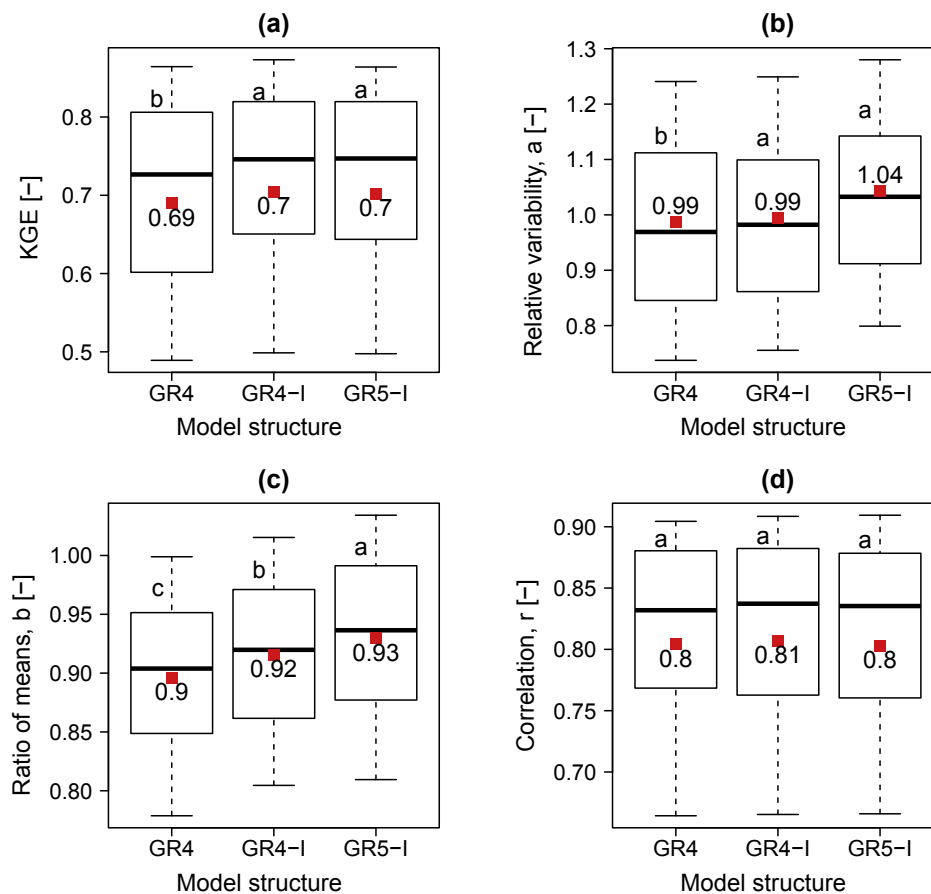 (a)
KGE [−]
0.8
0.7
0.6
0.5
b
a
a
0.69
0.7
0.7
GR4
GR4−I
GR5−I
Model structure
(b)
Relative variability, a [−]
1.3
1.2
1.1
1.0
0.9
0.8
b
a
a
0.99
0.99
1.04
GR4
GR4−I
GR5−I
Model structure
(c)
Ratio of means, b [−]
1.00
0.95
0.90
0.85
0.80
c
b
a
0.9
0.92
0.93
GR4
GR4−I
GR5−I
Model structure
(d)
Correlation, r [−]
0.90
0.85
0.80
0.75
0.70
a
a
a
0.8
0.81
0.8
GR4
GR4−I
GR5−I
Model structure